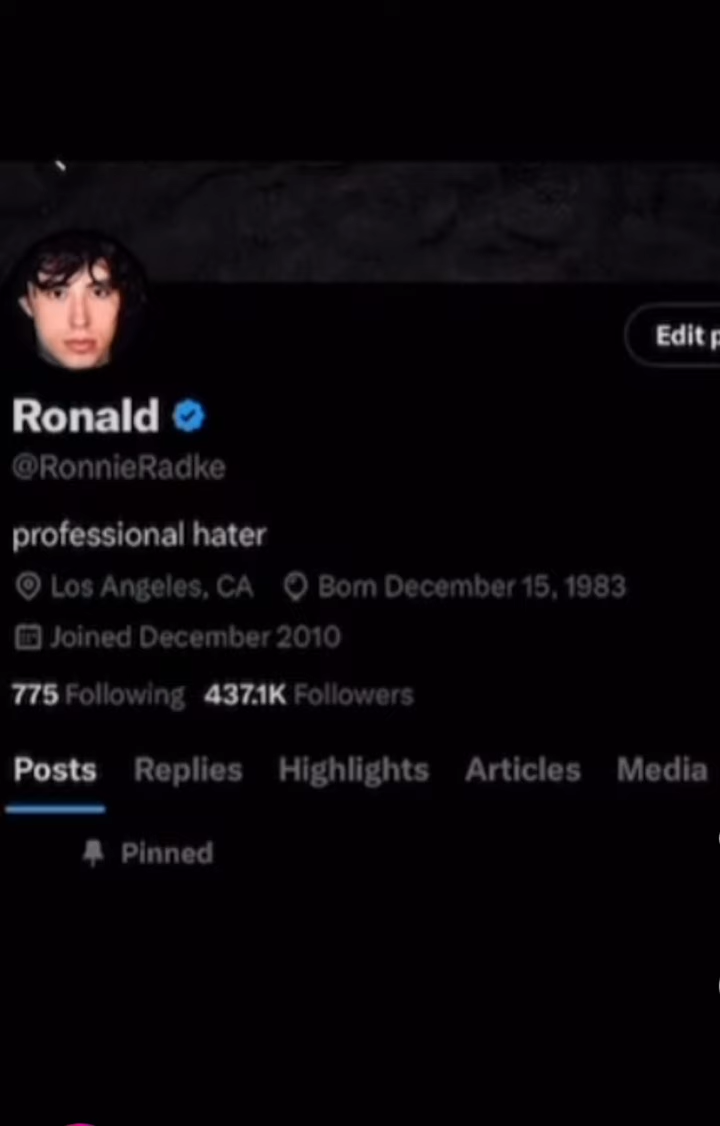 Edit
Ronald
@RonnieRadke
professional hater
Los Angeles, CA Born December 15, 1983
Joined December 2010
775 Following 437.1K Followers
Posts Replies Highlights Articles Media
Pinned